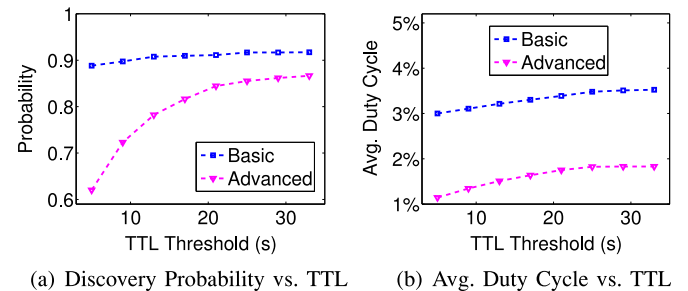 1
0.9
0.8
0.7
0.6
Probability
10
20
30
TTL Threshold (s)
Basic
Advanced
(a) Discovery Probability vs. TTL
5%
4%
3%
2%
1%
Avg. Duty Cycle
10
20
30
TTL Threshold (s)
Basic
Advanced
(b) Avg. Duty Cycle vs. TTL